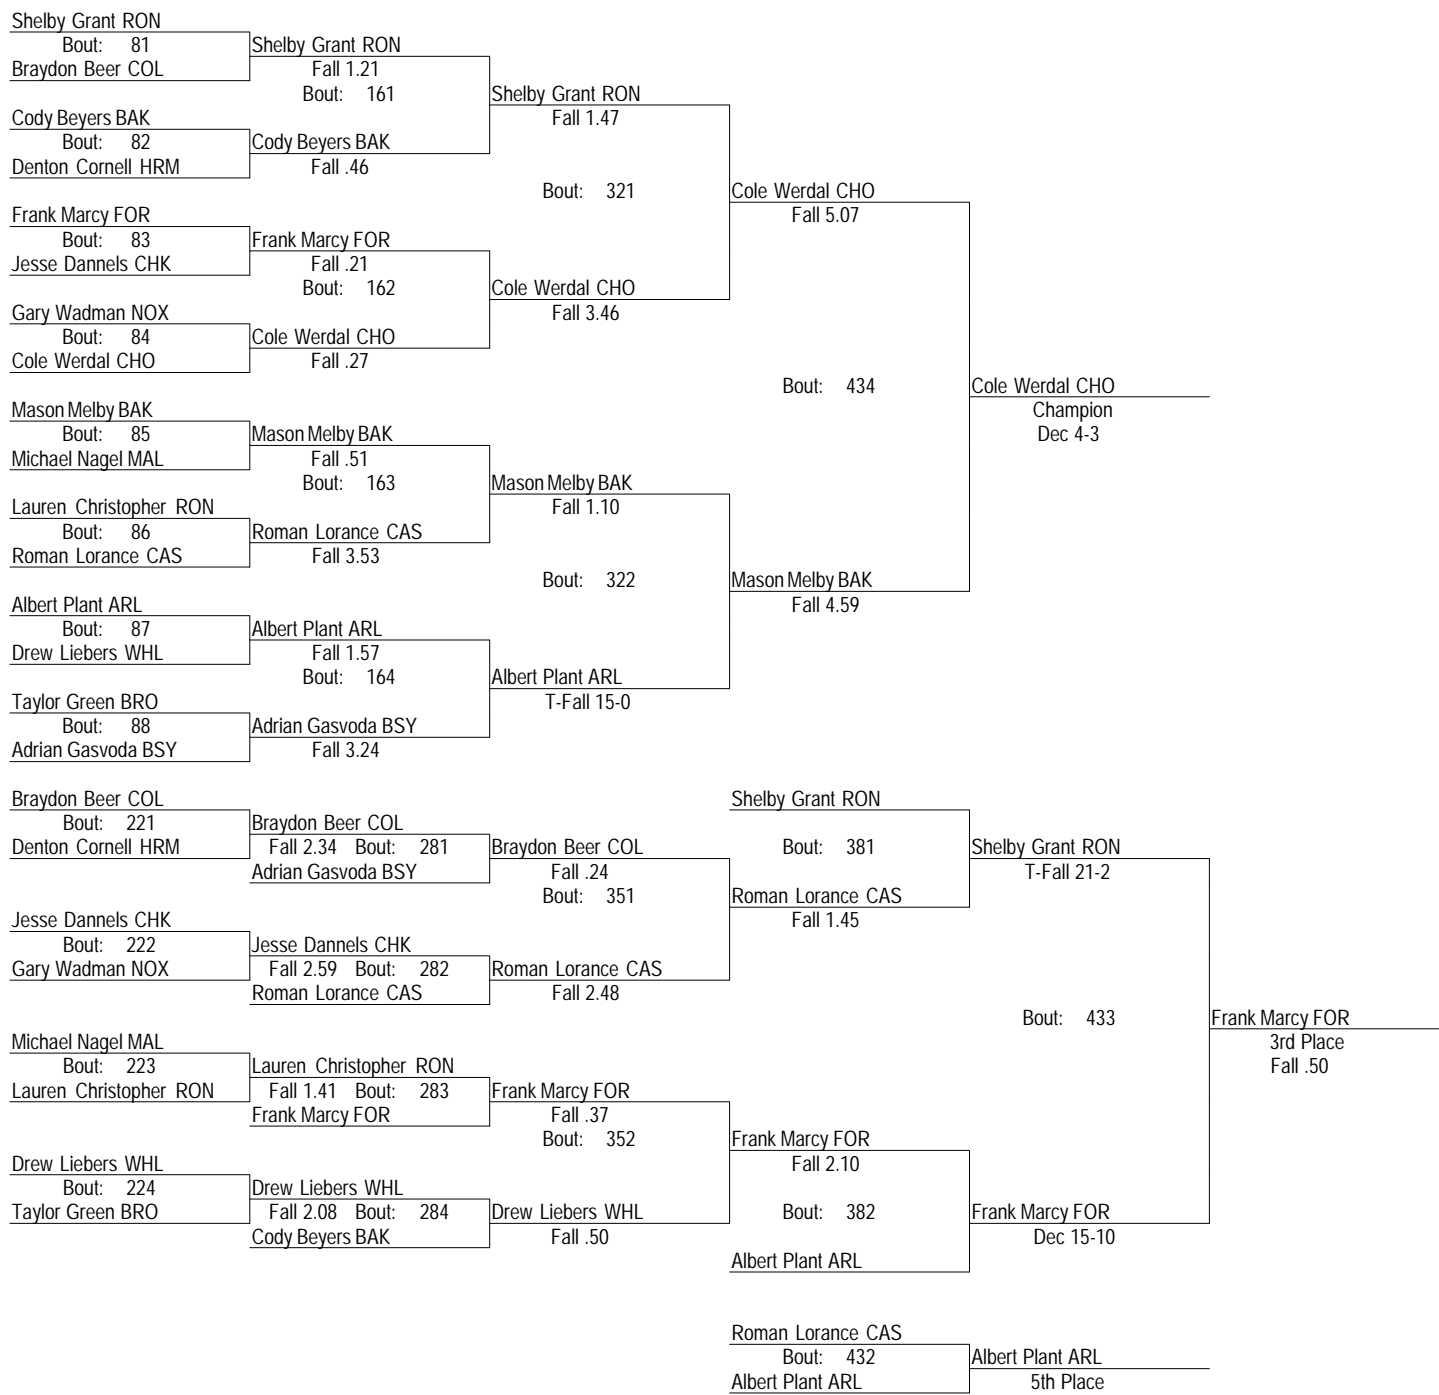 Shelby Grant RON
Bout: 81
Shelby Grant RON
Braydon Beer COL
Fall 1.21
Bout: 161
Shelby Grant RON
Cody Beyers BAK
Fall 1.47
Bout: 82
Cody Beyers BAK
Denton Cornell HRM
Fall .46
Bout: 321
Cole Werdal CHO
Frank Marcy FOR
Fall 5.07
Bout: 83
Frank Marcy FOR
Jesse Dannels CHK
Fall .21
Bout: 162
Cole Werdal CHO
Gary Wadman NOX
Fall 3.46
Bout: 84
Cole Werdal CHO
Cole Werdal CHO
Fall .27
Bout: 434
Cole Werdal CHO
Mason Melby BAK
Champion
Bout: 85
Mason Melby BAK
Dec 4-3
Michael Nagel MAL
Fall .51
Bout: 163
Mason Melby BAK
Lauren Christopher RON
Fall 1.10
Bout: 86
Roman Lorance CAS
Roman Lorance CAS
Fall 3.53
Bout: 322
Mason Melby BAK
Albert Plant ARL
Fall 4.59
Bout: 87
Albert Plant ARL
Drew Liebers WHL
Fall 1.57
Bout: 164
Albert Plant ARL
Taylor Green BRO
T-Fall 15-0
Bout: 88
Adrian Gasvoda BSY
Adrian Gasvoda BSY
Fall 3.24
Braydon Beer COL
Shelby Grant RON
Bout: 221
Braydon Beer COL
Denton Cornell HRM
Fall 2.34 Bout: 281
Braydon Beer COL
Bout: 381
Shelby Grant RON
Adrian Gasvoda BSY
Fall .24
T-Fall 21-2
Bout: 351
Roman Lorance CAS
Jesse Dannels CHK
Fall 1.45
Bout: 222
Jesse Dannels CHK
Gary Wadman NOX
Fall 2.59 Bout: 282
Roman Lorance CAS
Roman Lorance CAS
Fall 2.48
Bout: 433
Frank Marcy FOR
Michael Nagel MAL
3rd Place
Bout: 223
Lauren Christopher RON
Fall .50
Lauren Christopher RON
Fall 1.41 Bout: 283
Frank Marcy FOR
Frank Marcy FOR
Fall .37
Bout: 352
Frank Marcy FOR
Drew Liebers WHL
Fall 2.10
Bout: 224
Drew Liebers WHL
Taylor Green BRO
Fall 2.08 Bout: 284
Drew Liebers WHL
Bout: 382
Frank Marcy FOR
Cody Beyers BAK
Fall .50
Dec 15-10
Albert Plant ARL
Roman Lorance CAS
Bout: 432
Albert Plant ARL
Albert Plant ARL
5th Place